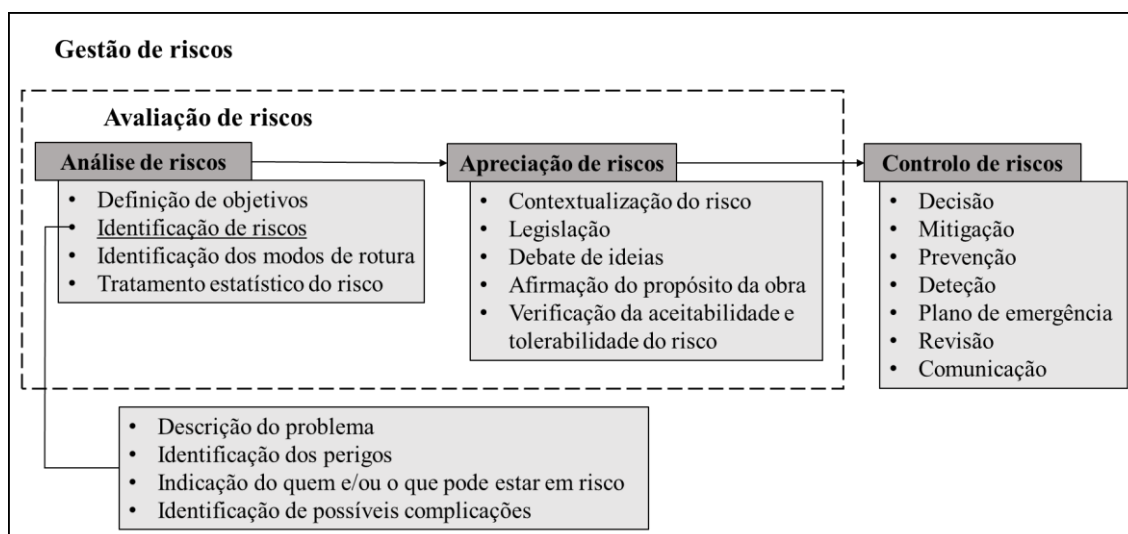 Gestão de riscos
Avaliação de riscos
Análise de riscos
• Definição de objetivos
• Identificação de riscos
• Identificação dos modos de rotura
• Tratamento estatístico do risco
Apreciação de riscos
• Contextualização do risco
• Legislação
• Debate de ideias
• Afirmação do propósito da obra
• Verificação da aceitabilidade e
tolerabilidade do risco
Controlo de riscos
• Decisão
• Mitigação
• Prevenção
• Deteção
• Plano de emergência
• Revisão
• Comunicação
• Descrição do problema
• Identificação dos perigos
• Indicação do quem e/ou o que pode estar em risco
• Identificação de possíveis complicações